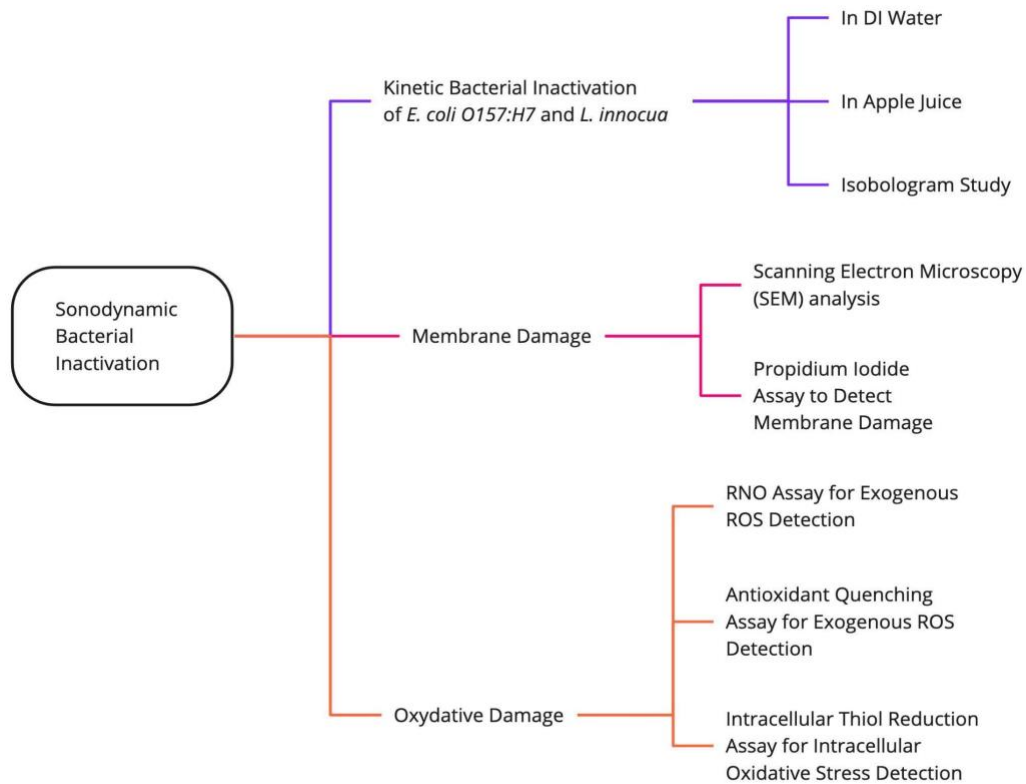 Sonodynamic
Bacterial
Inactivation
Kinetic Bacterial Inactivation
of E. coli O157:H7 and L. innocua
In DI Water
In Apple Juice
Isobologram Study
Membrane Damage
Scanning Electron Microscopy
(SEM) analysis
Propidium Iodide
Assay to Detect
Membrane Damage
Oxydative Damage
RNO Assay for Exogenous
ROS Detection
Antioxidant Quenching
Assay for Exogenous ROS
Detection
Intracellular Thiol Reduction
Assay for Intracellular
Oxidative Stress Detection